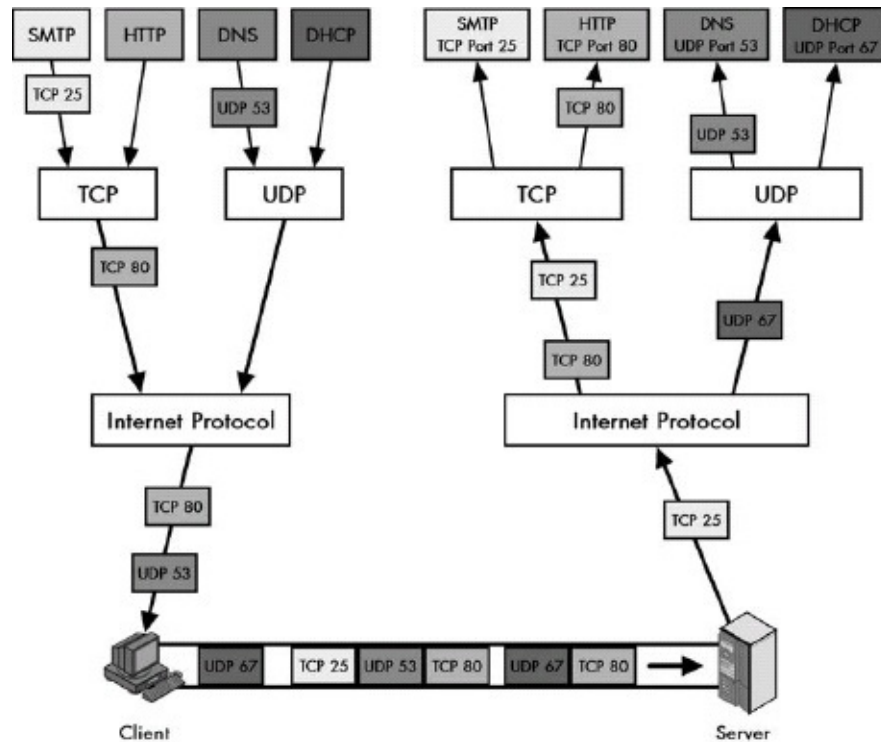 SMTP HTTP DNS DHCP
SMTP HTTP DNS DHCP
TCP Port 25 TCP Port 80 UDP Port 53 UDP Port 67
TCP 25 UDP 53
TCP 80
UDP 53
TCP UDP
TCP UDP
TCP 80
TCP 25
UDP 67
TCP 80
Internet Protocol
Internet Protocol
TCP 80
TCP 25
UDP 53
UDP 67 TCP 25 UDP 53 TCP 80 UDP 67 TCP 80
Client
Server